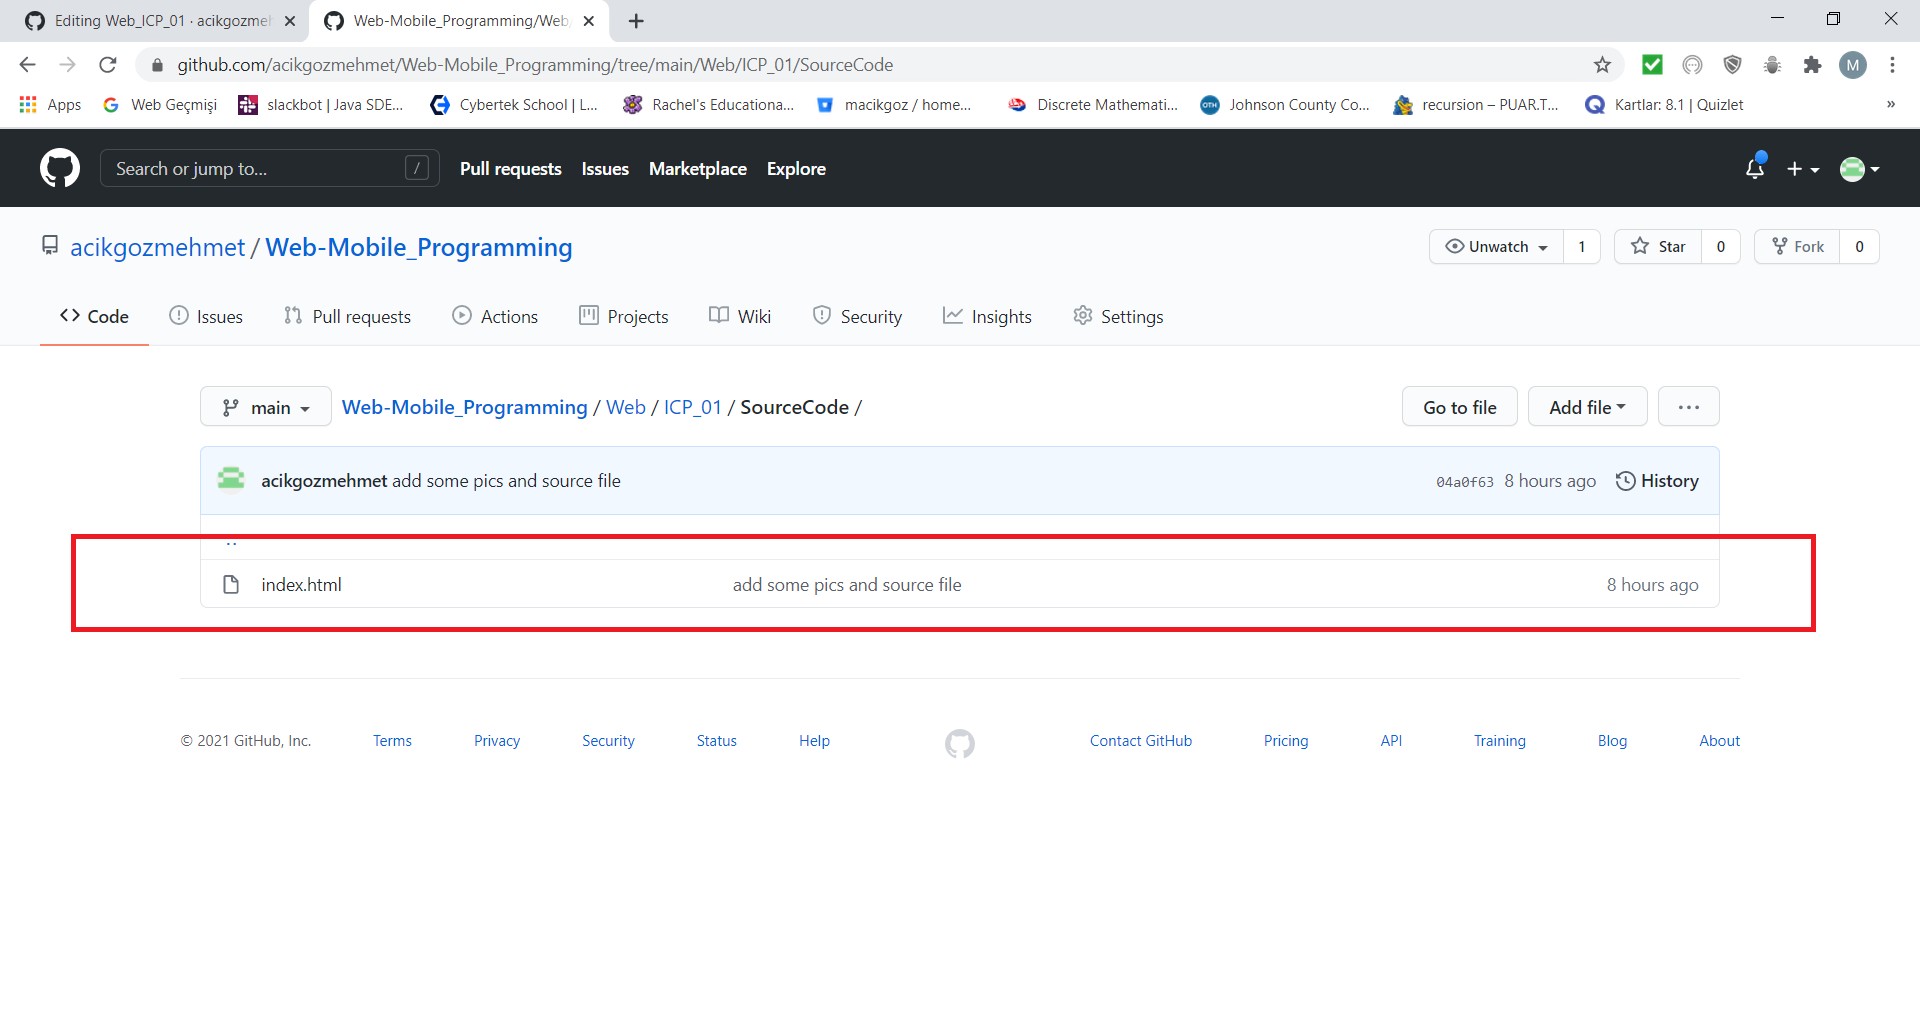 Editing Web_ICP_01 · acikgozmeh
Web-Mobile_Programming/Web
github.com/acikgozmehmet/Web-Mobile_Programming/tree/main/Web/ICP_01/SourceCode
M
Apps Web Geçmişi slackbot | Java SDE... Cybertek School | L... Rachel's Educationa... macikgoz / home... Discrete Mathemati... OTH Johnson County Co... recursion – PUAR.T... Kartlar: 8.1 | Quizlet »
Search or jump to... / Pull requests Issues Marketplace Explore
acikgozmehmet / Web-Mobile_Programming Unwatch 1 Star 0 Fork 0
Code Issues Pull requests Actions Projects Wiki Security Insights Settings
main Web-Mobile_Programming / Web / ICP_01 / SourceCode / Go to file Add file ...
acikgozmehmet add some pics and source file 04a0f63 8 hours ago History
..
index.html add some pics and source file 8 hours ago
© 2021 GitHub, Inc. Terms Privacy Security Status Help Contact GitHub Pricing API Training Blog About